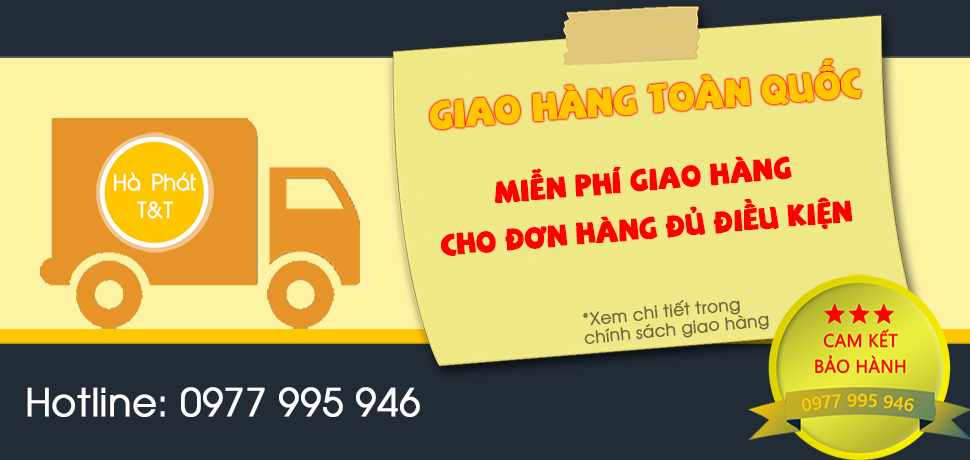 Hà Phát
T&T
GIAO HÀNG TOÀN QUỐC
MIỄN PHÍ GIAO HÀNG
CHO ĐƠN HÀNG ĐỦ ĐIỀU KIỆN
*Xem chi tiết trong
chính sách giao hàng
CAM KẾT
BẢO HÀNH
0977 995 946
Hotline: 0977 995 946